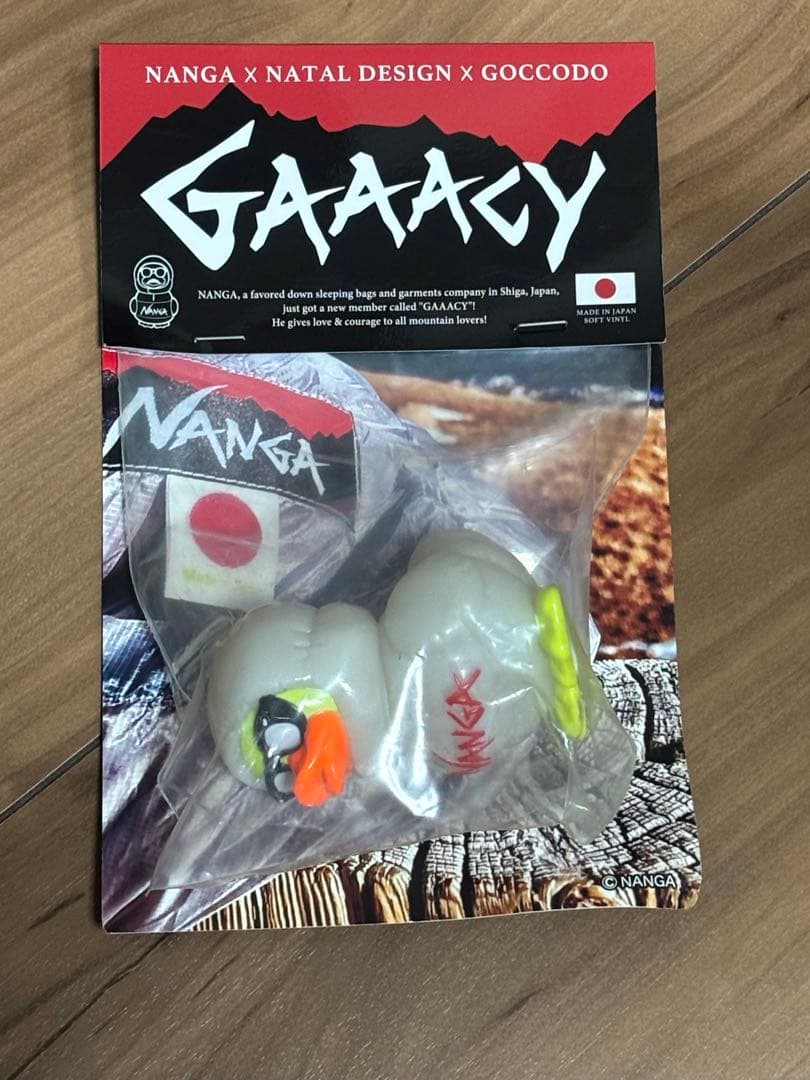 NANGA X NATAL DESIGN X GOCCODO
GAAACY
NANGA, a favored down sleeping bags and garments company in Shiga, Japan,
just got a new member called "GAAACY"!
He gives love & courage to all mountain lovers!
NANGA
MADE IN JAPAN
SOFT VINYL
NANGA
NANGA
© NANGA